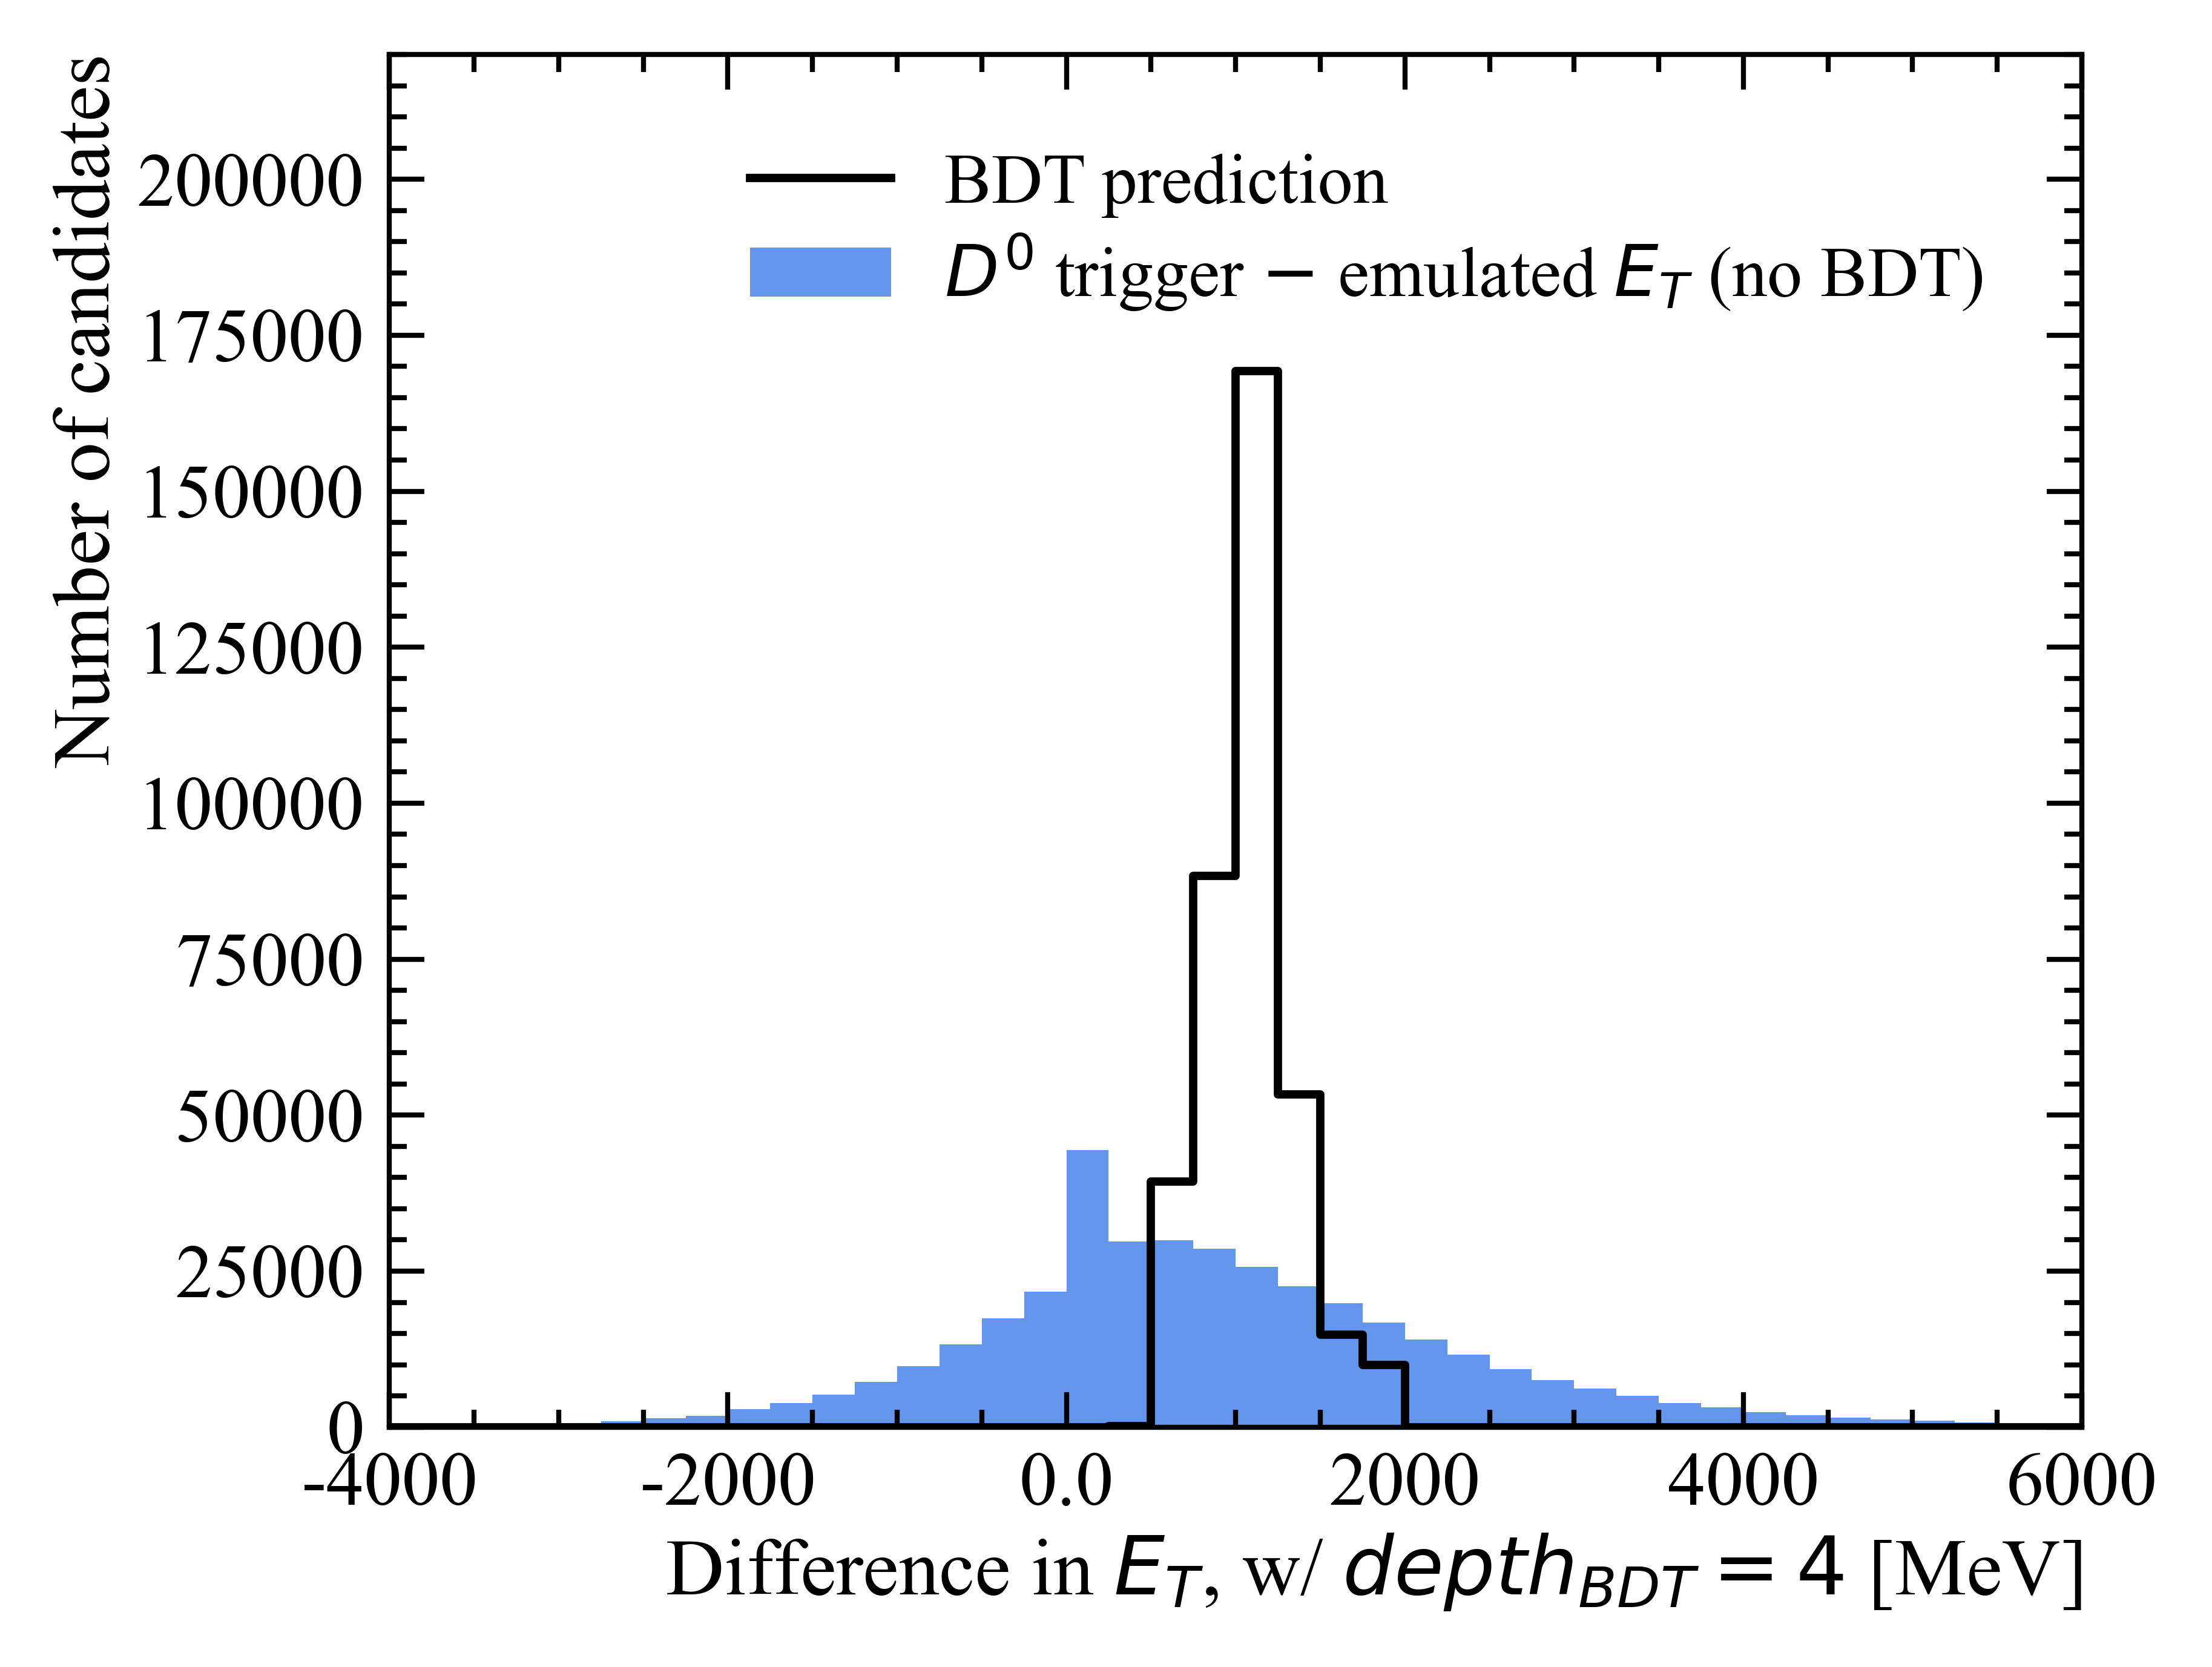 Number of candidates
200000
175000
150000
125000
100000
75000
50000
25000
0
BDT prediction
D⁰ trigger − emulated E_T (no BDT)
-4000 -2000 0.0 2000 4000 6000
Difference in E_T, w/ depth_BDT = 4 [MeV]